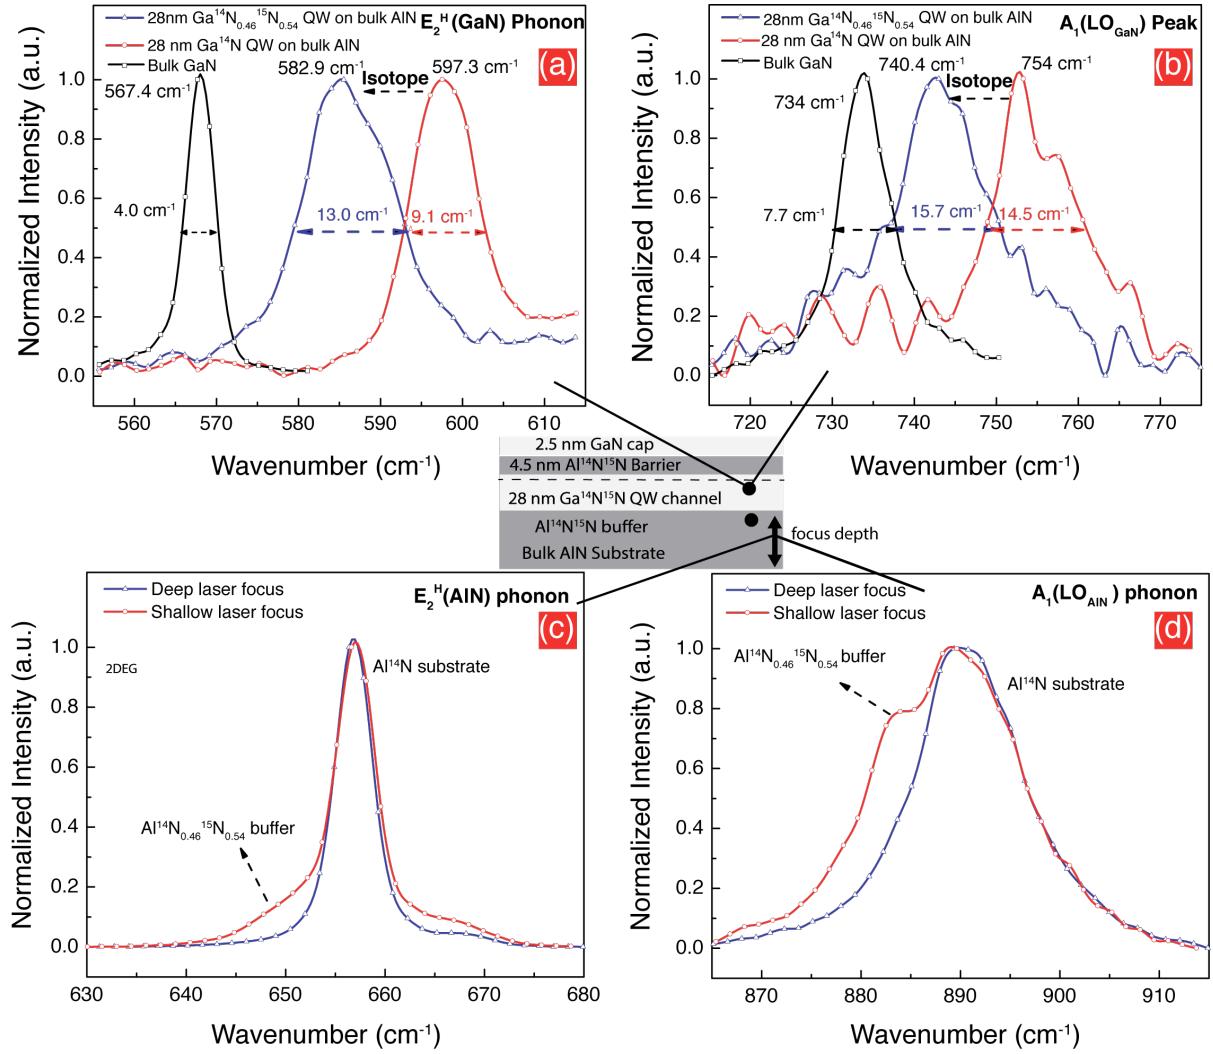 28nm Ga¹⁴N₀.₄₆¹⁵N₀.₅₄ QW on bulk AlN
28 nm Ga¹⁴N QW on bulk AlN
Bulk GaN
E₂ᴴ(GaN) Phonon
(a)
567.4 cm⁻¹
582.9 cm⁻¹
Isotope
597.3 cm⁻¹
4.0 cm⁻¹
13.0 cm⁻¹
9.1 cm⁻¹
Normalized Intensity (a.u.)
1.0
0.8
0.6
0.4
0.2
0.0
560 570 580 590 600 610
Wavenumber (cm⁻¹)
28nm Ga¹⁴N₀.₄₆¹⁵N₀.₅₄ QW on bulk AlN
28 nm Ga¹⁴N QW on bulk AlN
Bulk GaN
A₁(LO_GaN) Peak
(b)
740.4 cm⁻¹
754 cm⁻¹
Isotope
734 cm⁻¹
7.7 cm⁻¹
15.7 cm⁻¹
14.5 cm⁻¹
Normalized Intensity (a.u.)
1.0
0.8
0.6
0.4
0.2
0.0
720 730 740 750 760 770
Wavenumber (cm⁻¹)
2.5 nm GaN cap
4.5 nm Al¹⁴N¹⁵N Barrier
28 nm Ga¹⁴N¹⁵N QW channel
Al¹⁴N¹⁵N buffer
Bulk AlN Substrate
focus depth
Deep laser focus
Shallow laser focus
E₂ᴴ(AlN) phonon
(c)
2DEG
Al¹⁴N substrate
Al¹⁴N₀.₄₆¹⁵N₀.₅₄ buffer
Normalized Intensity (a.u.)
1.0
0.8
0.6
0.4
0.2
0.0
630 640 650 660 670 680
Wavenumber (cm⁻¹)
Deep laser focus
Shallow laser focus
A₁(LO_AlN) phonon
(d)
Al¹⁴N₀.₄₆¹⁵N₀.₅₄ buffer
Al¹⁴N substrate
Normalized Intensity (a.u.)
1.0
0.8
0.6
0.4
0.2
0.0
870 880 890 900 910
Wavenumber (cm⁻¹)